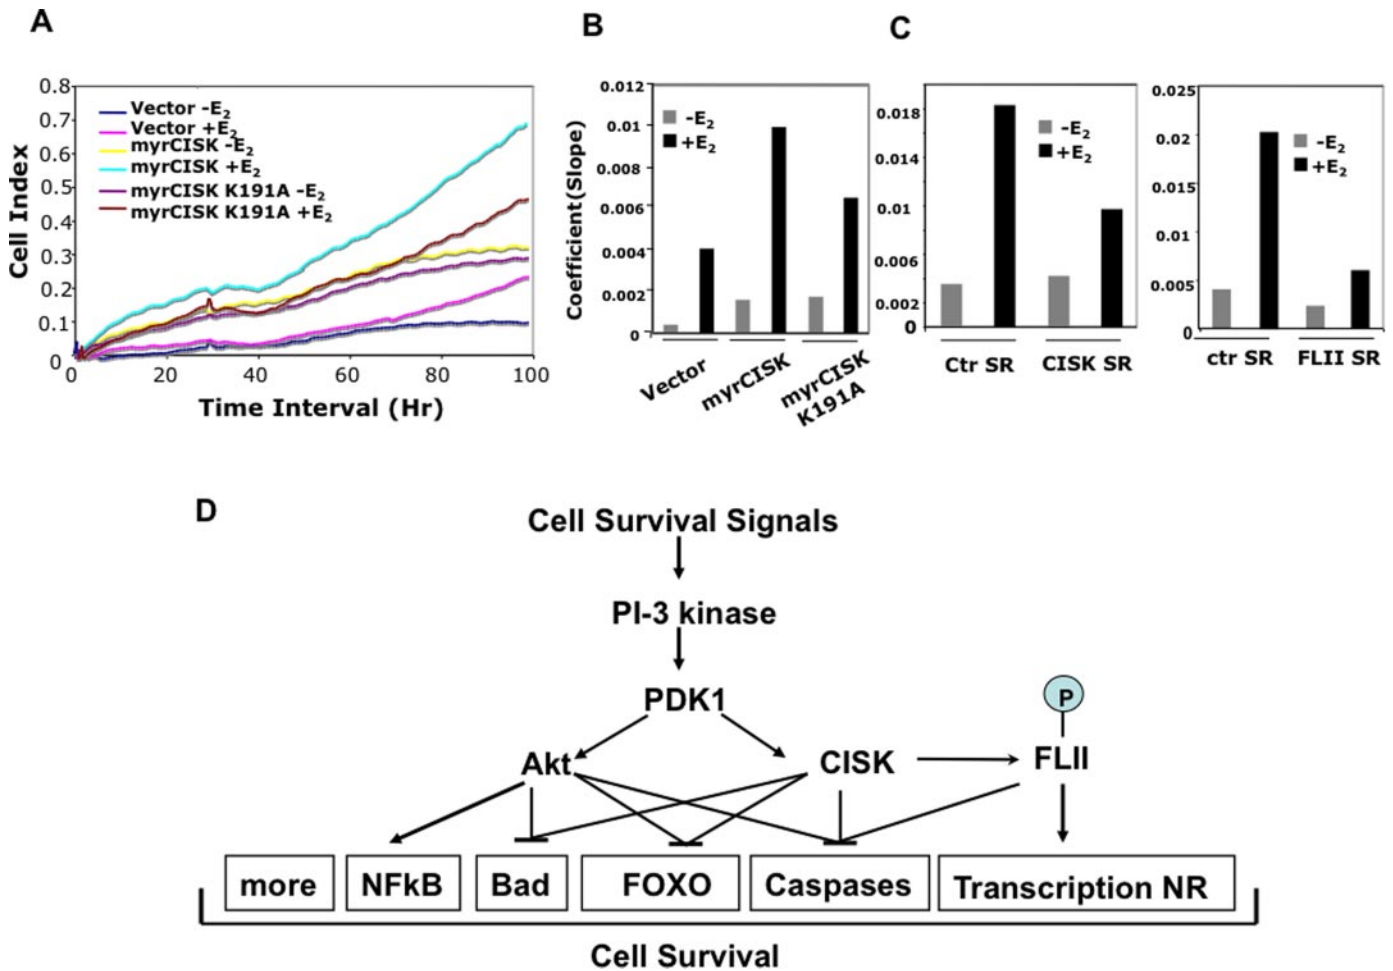 A
0.8
0.7
0.6
0.5
0.4
0.3
0.2
0.1
0
Cell Index
Vector -E2
Vector +E2
myrCISK -E2
myrCISK +E2
myrCISK K191A -E2
myrCISK K191A +E2
0 20 40 60 80 100
Time Interval (Hr)
B
0.012
0.01
0.008
0.006
0.004
0.002
0
Coefficient(Slope)
-E2
+E2
Vector
myrCISK
myrCISK
K191A
C
0.018
0.014
0.01
0.006
0.002
0
-E2
+E2
Ctr SR CISK SR
0.025
0.02
0.015
0.01
0.005
0
-E2
+E2
ctr SR FLII SR
D
Cell Survival Signals
PI-3 kinase
PDK1
P
Akt CISK FLII
more NFkB Bad FOXO Caspases Transcription NR
Cell Survival